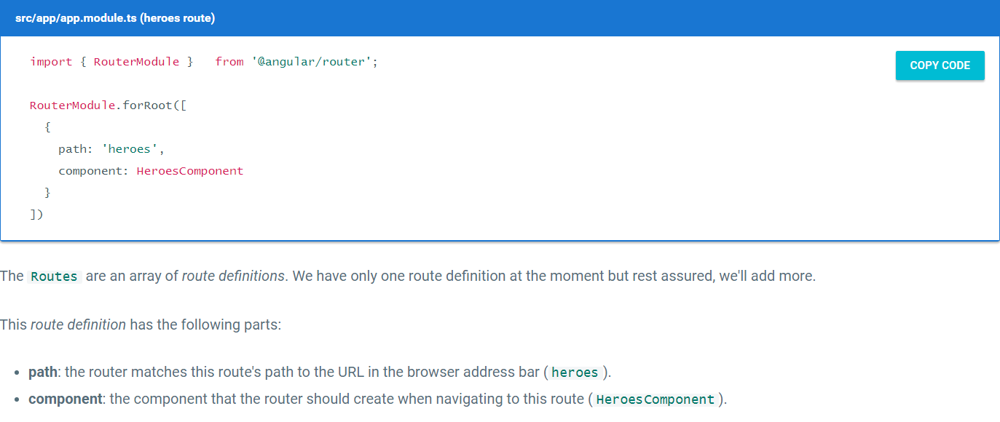 src/app/app.module.ts (heroes route)
import { RouterModule }   from '@angular/router';
COPY CODE
RouterModule.forRoot([
  {
    path: 'heroes',
    component: HeroesComponent
  }
])
The Routes are an array of route definitions. We have only one route definition at the moment but rest assured, we'll add more.
This route definition has the following parts:
• path: the router matches this route's path to the URL in the browser address bar ( heroes ).
• component: the component that the router should create when navigating to this route ( HeroesComponent ).